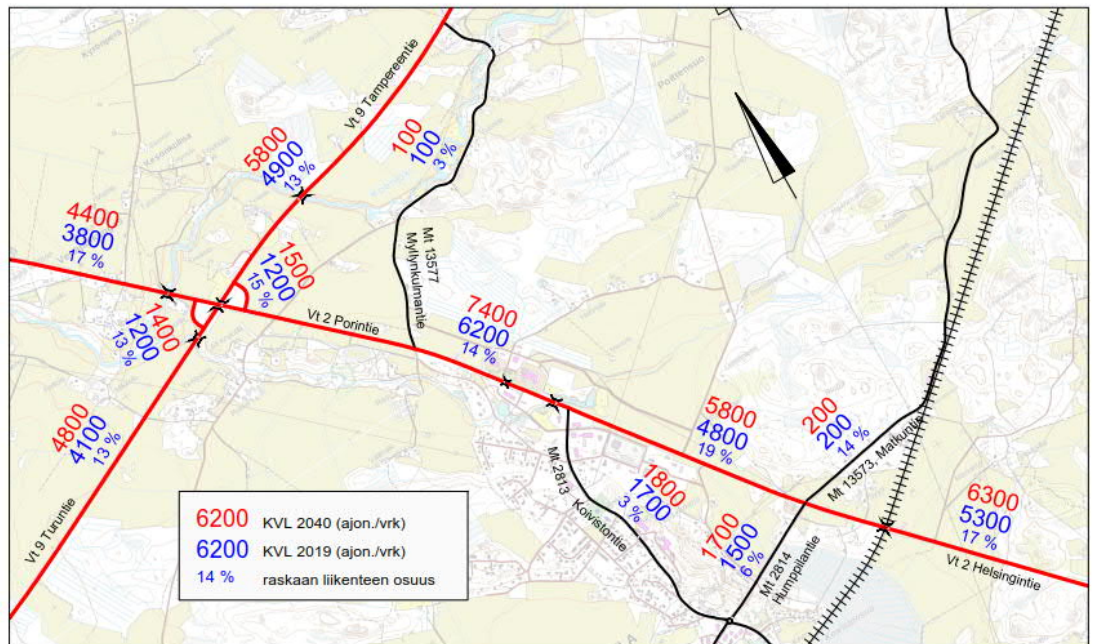 Vt 9 Tampereentie
5800
4900
13 %
100
100
3 %
4400
3800
17 %
Mt 13577
Myllynkulmantie
1500
1200
15 %
1400
1200
13 %
Vt 2 Porintie
7400
6200
14 %
4800
4100
13 %
5800
4800
19 %
200
200
14 %
Mt 13573, Matkuntie
Mt 2813 Koivistontie
1800
1700
3 %
1700
1500
6 %
Mt 2814
Humppilantie
6300
5300
17 %
Vt 2 Helsingintie
Vt 9 Turuntie
6200 KVL 2040 (ajon./vrk)
6200 KVL 2019 (ajon./vrk)
14 % raskaan liikenteen osuus